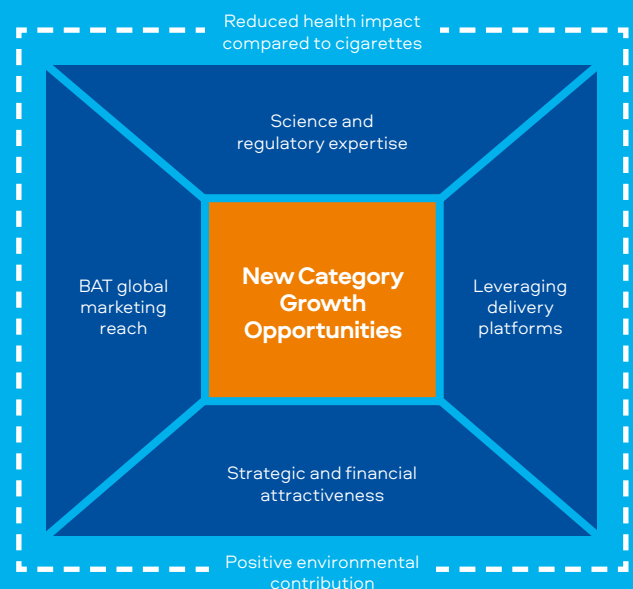 Reduced health impact
compared to cigarettes
Science and
regulatory expertise
BAT global
marketing
reach
New Category
Growth
Opportunities
Leveraging
delivery
platforms
Strategic and financial
attractiveness
Positive environmental
contribution